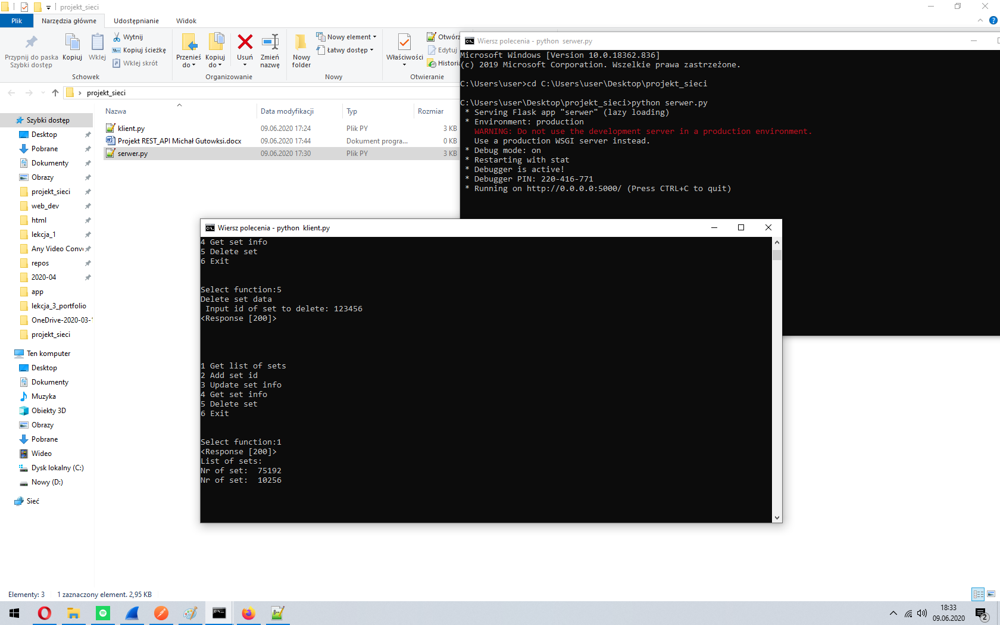 projekt_sieci
Plik
Narzędzia główne
Udostępnianie
Widok
Przypnij do paska
Szybki dostęp
Kopiuj
Wklej
Wytnij
Kopiuj ścieżkę
Wklej skrót
Schowek
Przenieś
do
Kopiuj
do
Usuń
Zmień
nazwę
Organizowanie
Nowy
folder
Nowy element
Łatwy dostęp
Nowy
Właściwości
Otwórz
Edytuj
Historia
Otwieranie
projekt_sieci
Nazwa
Data modyfikacji
Typ
Rozmiar
klient.py 09.06.2020 17:24 Plik PY 3 KB
Projekt REST_API Michał Gutowksi.docx 09.06.2020 17:44 Dokument progra... 0 KB
serwer.py 09.06.2020 17:30 Plik PY 3 KB
Szybki dostęp
Desktop
Pobrane
Dokumenty
Obrazy
projekt_sieci
web_dev
html
lekcja_1
Any Video Conv
repos
2020-04
app
lekcja_3_portfolio
OneDrive-2020-03-
projekt_sieci
Ten komputer
Desktop
Dokumenty
Muzyka
Obiekty 3D
Obrazy
Pobrane
Wideo
Dysk lokalny (C:)
Nowy (D:)
Sieć
Elementy: 3
1 zaznaczony element. 2,95 KB
Wiersz polecenia - python  serwer.py
Microsoft Windows [Version 10.0.18362.836]
(c) 2019 Microsoft Corporation. Wszelkie prawa zastrzeżone.
C:\Users\user>cd C:\Users\user\Desktop\projekt_sieci
C:\Users\user\Desktop\projekt_sieci>python serwer.py
* Serving Flask app "serwer" (lazy loading)
* Environment: production
WARNING: Do not use the development server in a production environment.
Use a production WSGI server instead.
* Debug mode: on
* Restarting with stat
* Debugger is active!
* Debugger PIN: 220-416-771
* Running on http://0.0.0.0:5000/ (Press CTRL+C to quit)
Wiersz polecenia - python  klient.py
4 Get set info
5 Delete set
6 Exit
Select function:5
Delete set data
Input id of set to delete: 123456
<Response [200]>
1 Get list of sets
2 Add set id
3 Update set info
4 Get set info
5 Delete set
6 Exit
Select function:1
<Response [200]>
List of sets:
Nr of set:  75192
Nr of set:  10256
18:33
09.06.2020
2